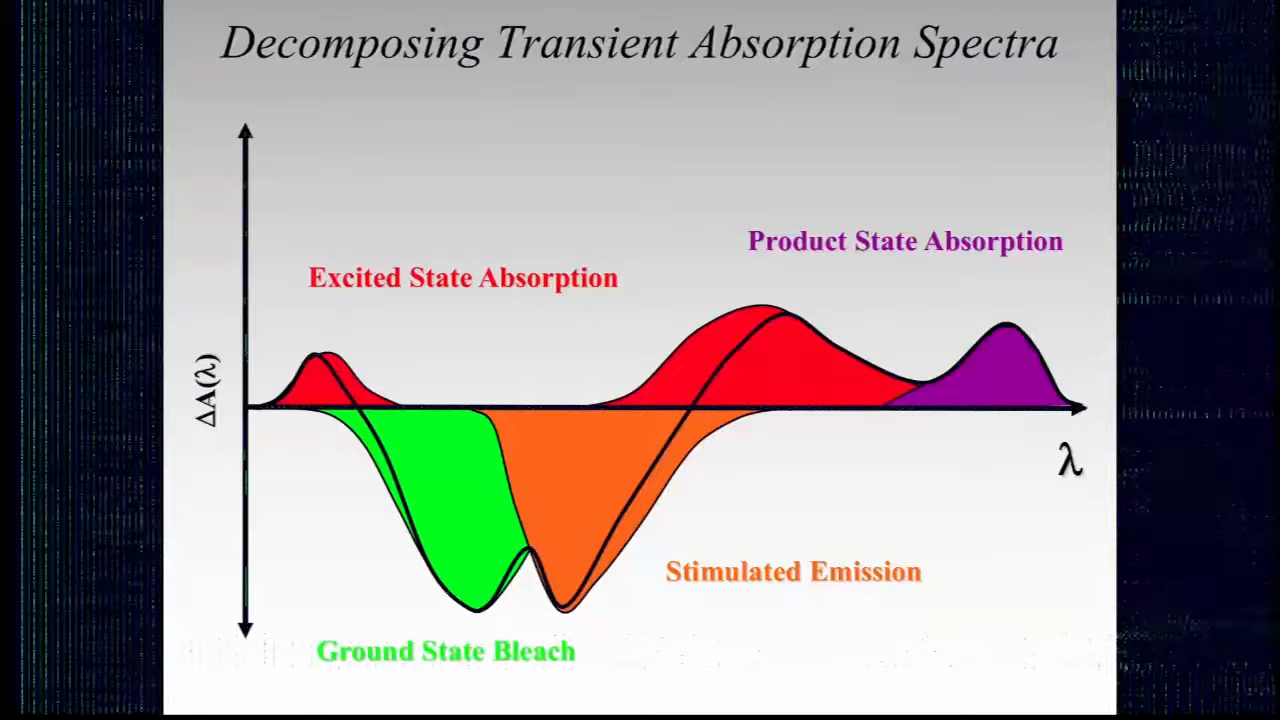 Decomposing Transient Absorption Spectra
Product State Absorption
Excited State Absorption
ΔA(λ)
λ
Stimulated Emission
Ground State Bleach